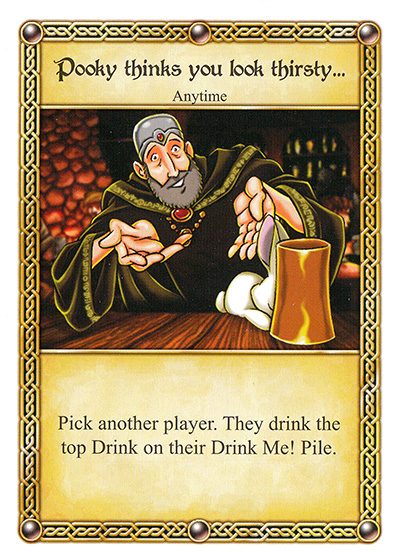 Pooky thinks you look thirsty...
Anytime
Pick another player. They drink the
top Drink on their Drink Me! Pile.